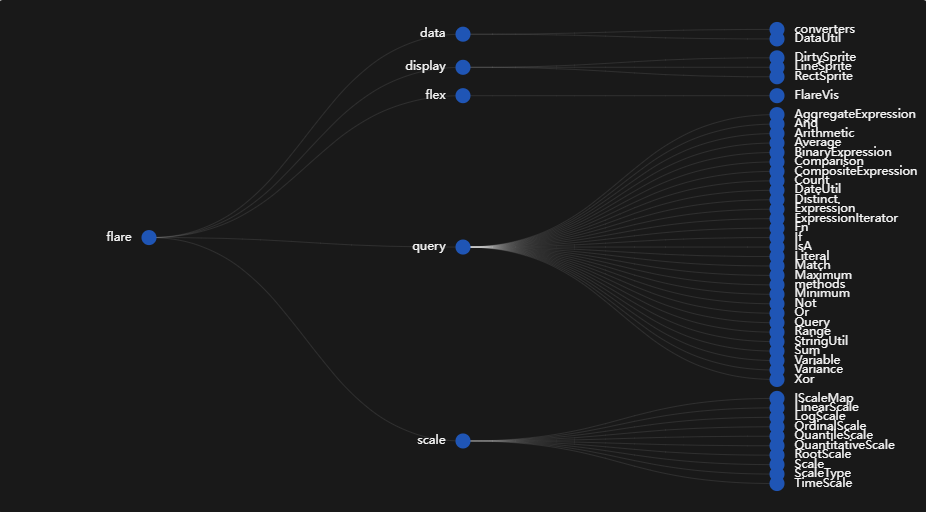 flare
data
display
flex
query
scale
converters
DataUtil
DirtySprite
LineSprite
RectSprite
FlareVis
AggregateExpression
And
Arithmetic
Average
BinaryExpression
Comparison
CompositeExpression
Count
DateUtil
Distinct
Expression
ExpressionIterator
Fn
If
IsA
Literal
Match
Maximum
methods
Minimum
Not
Or
Query
Range
StringUtil
Sum
Variable
Variance
Xor
IScaleMap
LinearScale
LogScale
OrdinalScale
QuantileScale
QuantitativeScale
RootScale
Scale
ScaleType
TimeScale